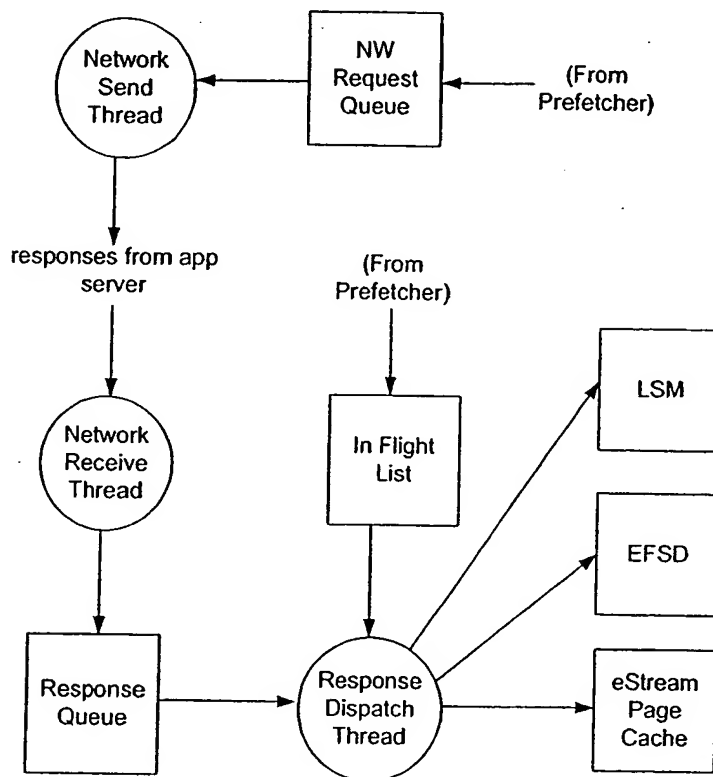 Network
Send
Thread
NW
Request
Queue
(From
Prefetcher)
responses from app
server
(From
Prefetcher)
LSM
Network
Receive
Thread
In Flight
List
EFSD
Response
Queue
Response
Dispatch
Thread
eStream
Page
Cache